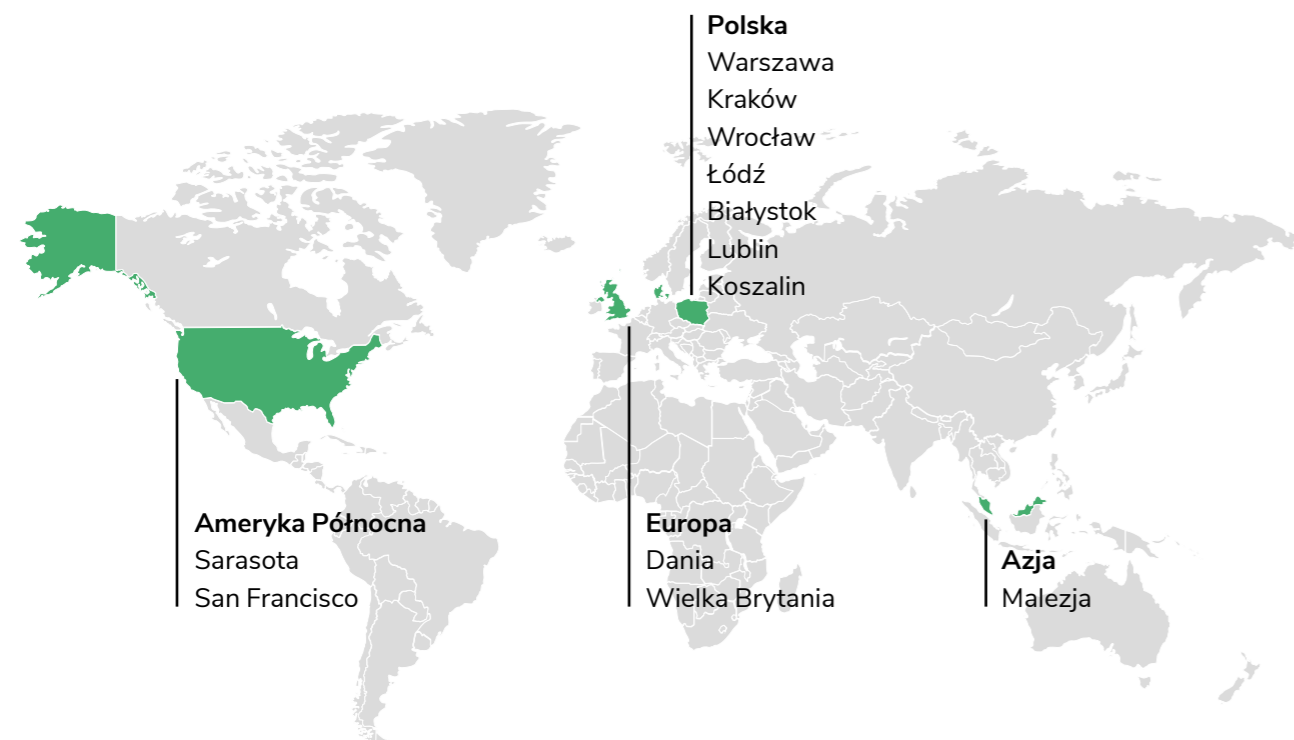 Polska
Warszawa
Kraków
Wrocław
Łódź
Białystok
Lublin
Koszalin
Ameryka Północna
Sarasota
San Francisco
Europa
Dania
Wielka Brytania
Azja
Malezja